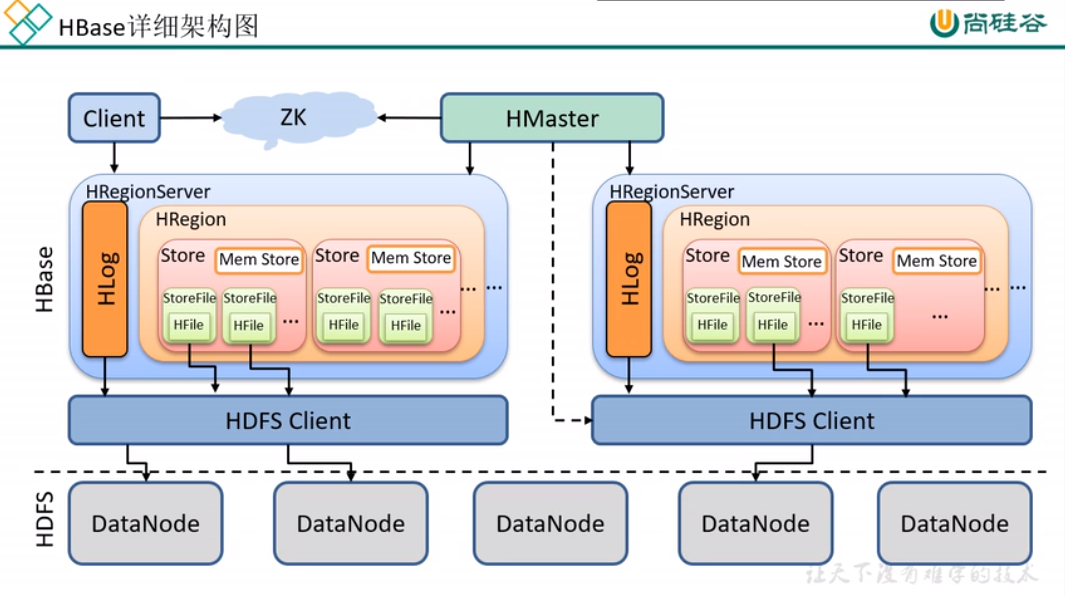 HBase详细架构图
尚硅谷
Client
ZK
HMaster
HBase
HRegionServer
HLog
HRegion
Store
Mem Store
StoreFile
HFile
StoreFile
HFile
...
Store
Mem Store
StoreFile
HFile
StoreFile
HFile
...
...
...
HRegionServer
HLog
HRegion
Store
Mem Store
StoreFile
HFile
StoreFile
HFile
...
Store
Mem Store
StoreFile
HFile
...
...
...
HDFS Client
HDFS Client
HDFS
DataNode
DataNode
DataNode
DataNode
DataNode
让天下没有难学的技术